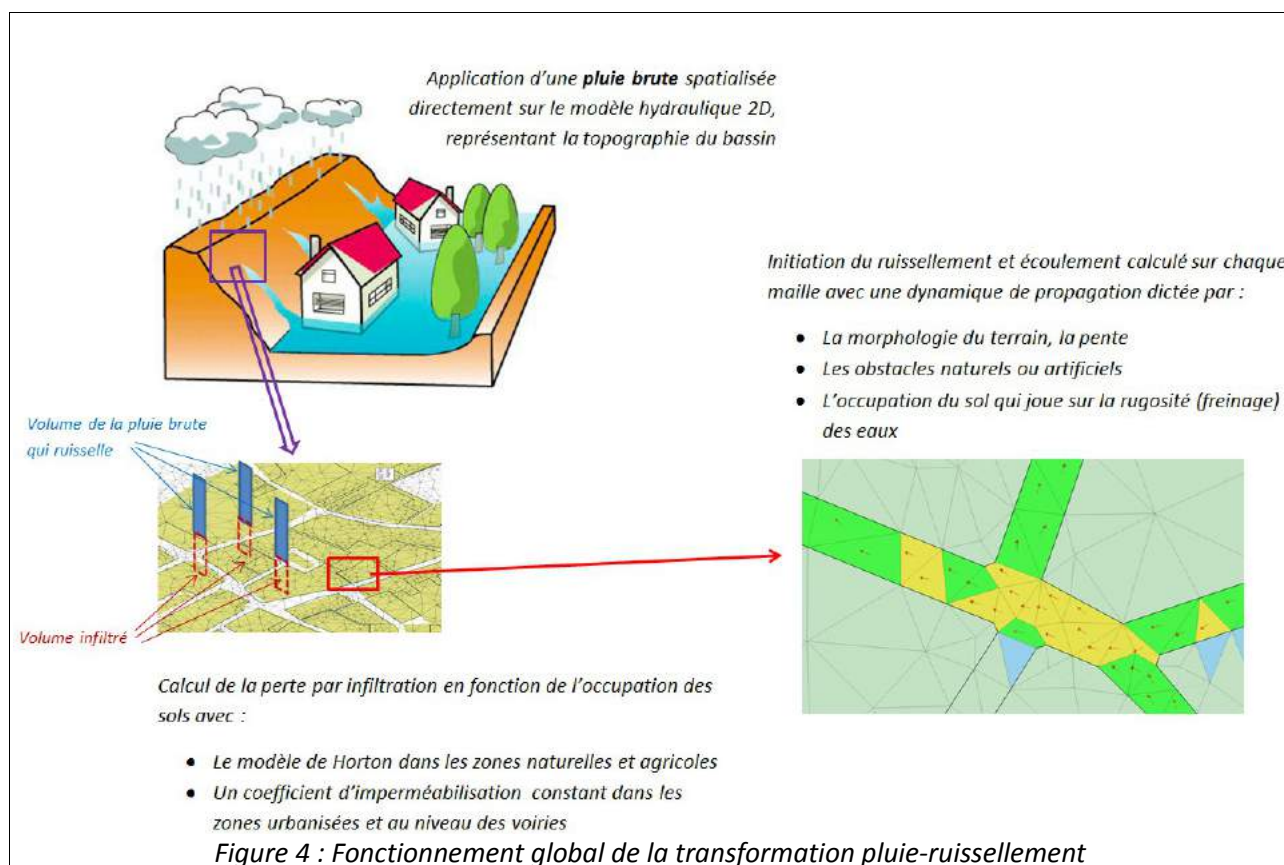 Application d'une pluie brute spatialisée
directement sur le modèle hydraulique 2D,
représentant la topographie du bassin
Initiation du ruissellement et écoulement calculé sur chaque
maille avec une dynamique de propagation dictée par :
• La morphologie du terrain, la pente
• Les obstacles naturels ou artificiels
• L'occupation du sol qui joue sur la rugosité (freinage)
des eaux
Volume de la pluie brute
qui ruisselle
Volume infiltré
Calcul de la perte par infiltration en fonction de l'occupation des
sols avec :
• Le modèle de Horton dans les zones naturelles et agricoles
• Un coefficient d'imperméabilisation constant dans les
zones urbanisées et au niveau des voiries
Figure 4 : Fonctionnement global de la transformation pluie-ruissellement